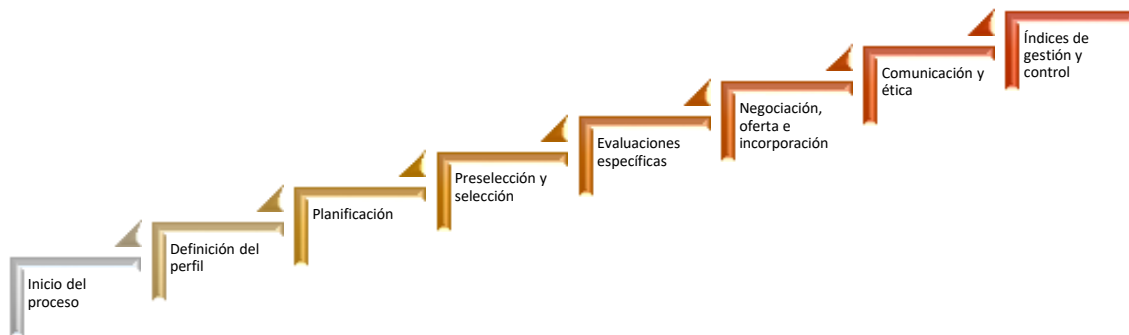 Inicio del
proceso
Definición del
perfil
Planificación
Preselección y
selección
Evaluaciones
específicas
Negociación,
oferta e
incorporación
Comunicación y
ética
Índices de
gestión y
control